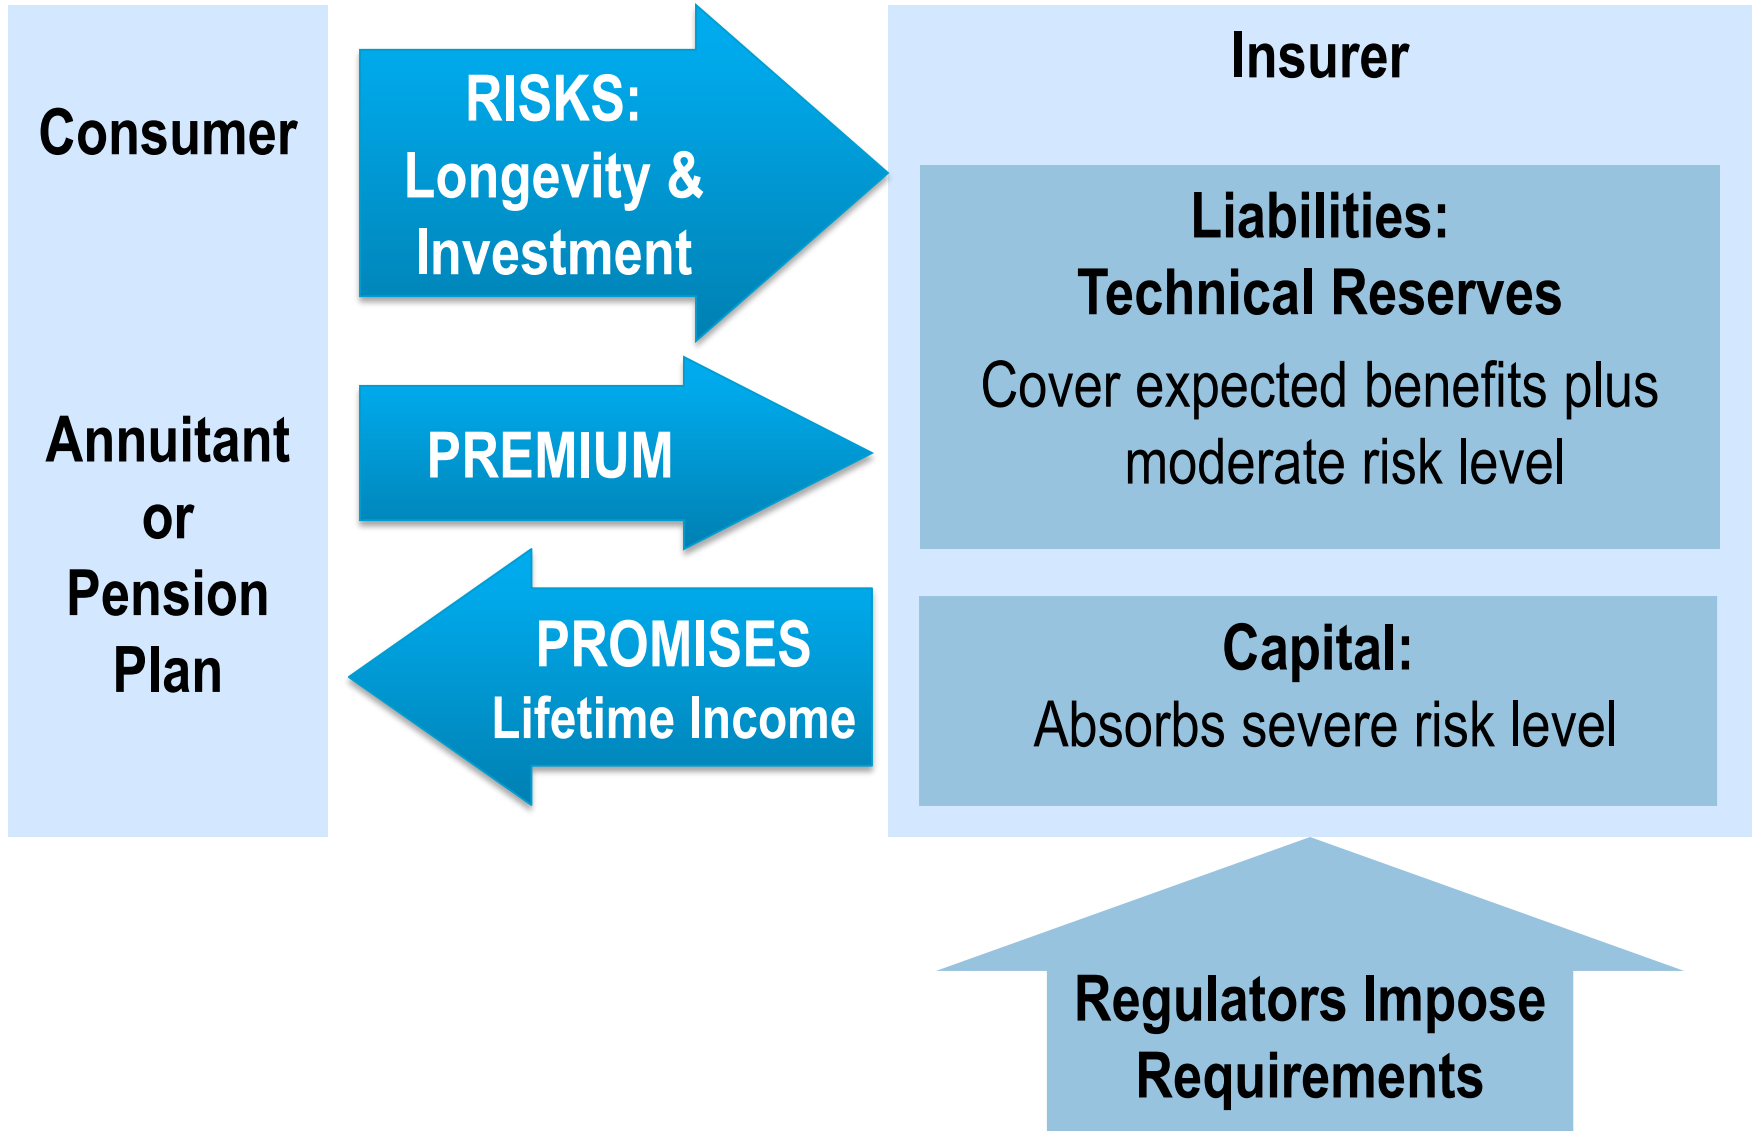 Consumer
Annuitant
or
Pension
Plan
RISKS:
Longevity &
Investment
PREMIUM
PROMISES
Lifetime Income
Insurer
Liabilities:
Technical Reserves
Cover expected benefits plus
moderate risk level
Capital:
Absorbs severe risk level
Regulators Impose
Requirements